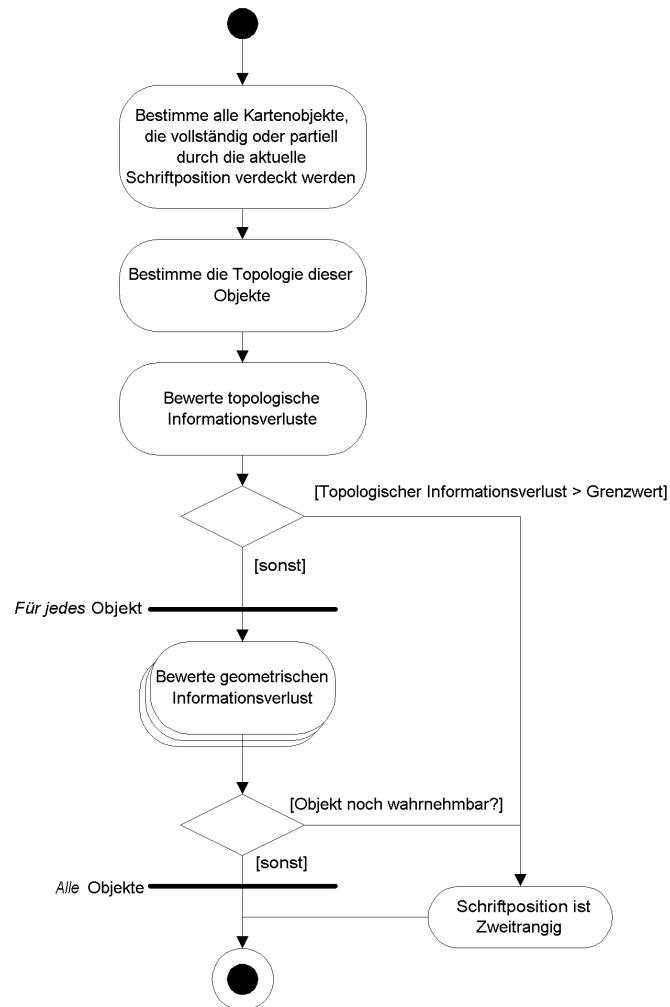 Bestimme alle Kartenobjekte,
die vollständig oder partiell
durch die aktuelle
Schriftposition verdeckt werden
Bestimme die Topologie dieser
Objekte
Bewerte topologische
Informationsverluste
[Topologischer Informationsverlust > Grenzwert]
[sonst]
Für jedes Objekt
Bewerte geometrischen
Informationsverlust
[Objekt noch wahrnehmbar?]
[sonst]
Alle Objekte
Schriftposition ist
Zweitrangig